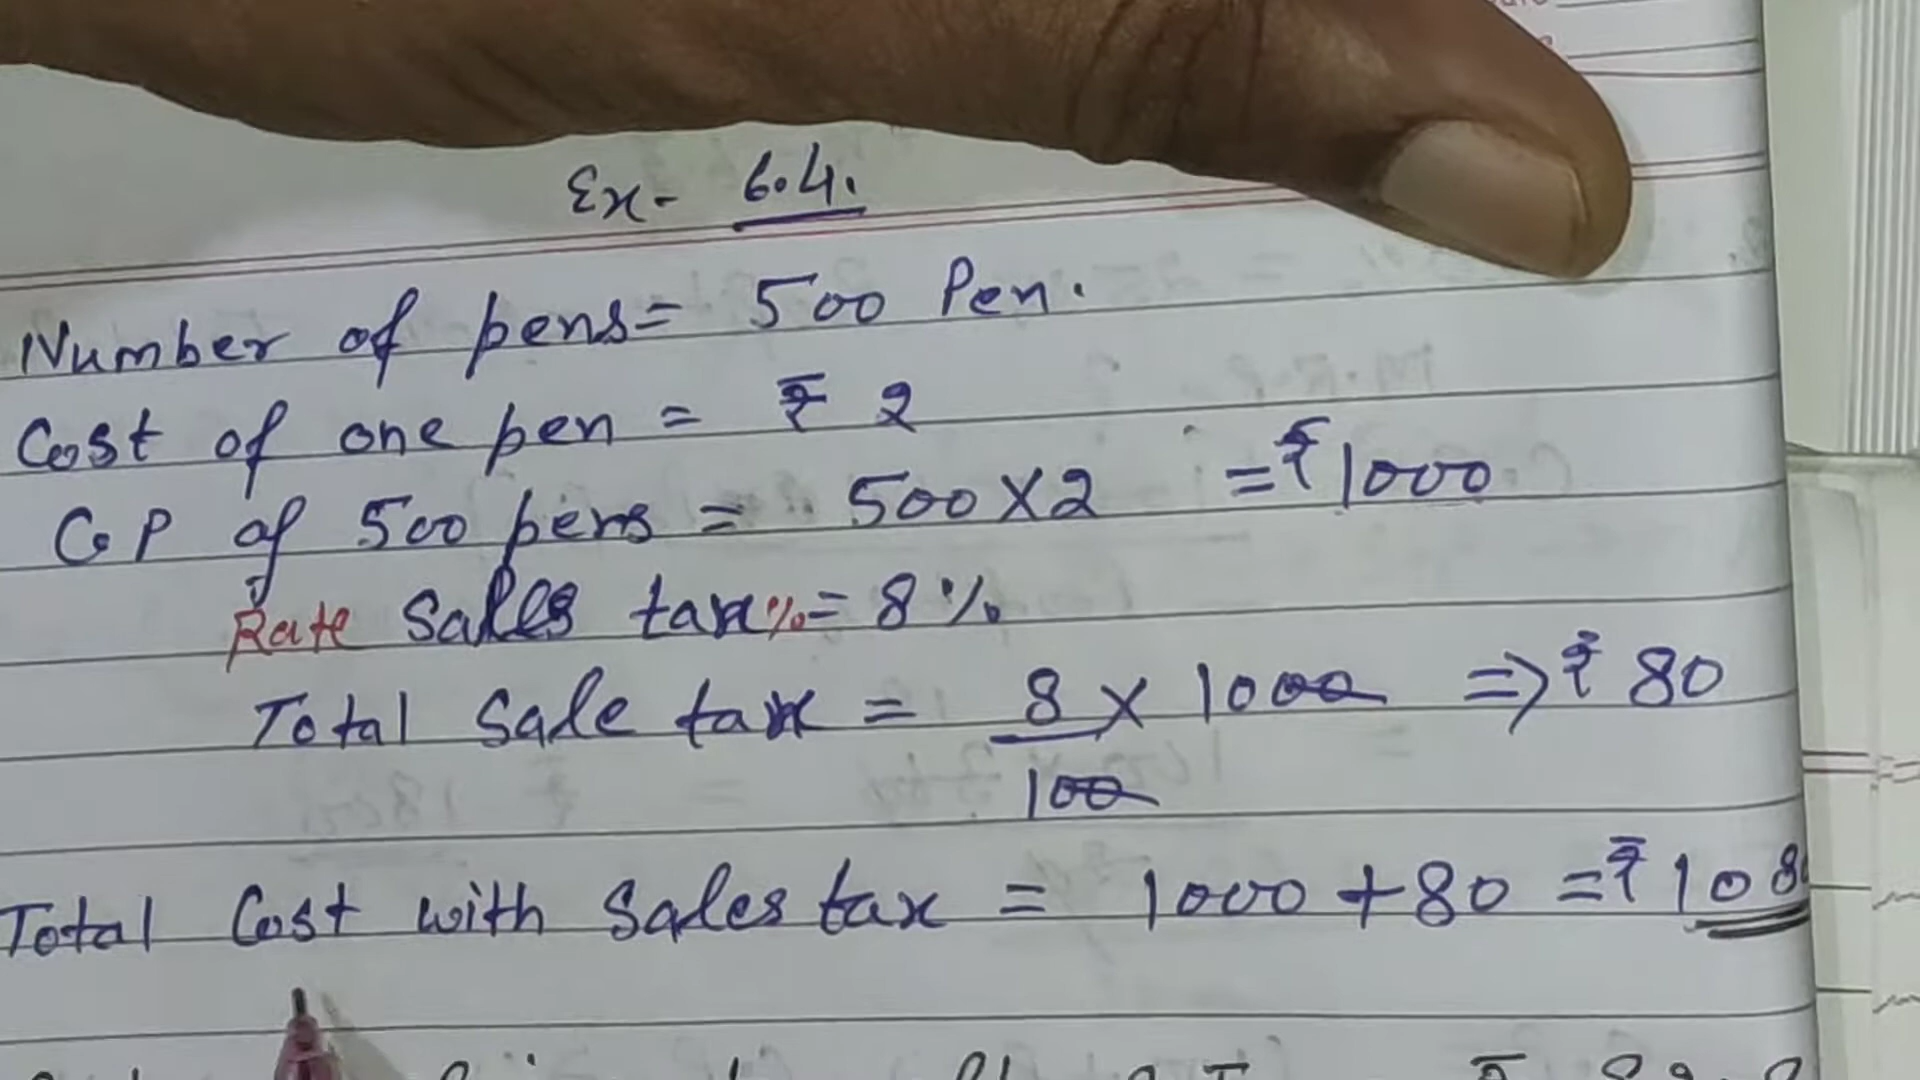 Ex- 6.4.
Number of pens = 500 Pen.
Cost of one pen = ₹ 2
C.P of 500 pens = 500 X 2 = ₹ 1000
Rate Sales tax % = 8 %
Total Sale tax = 8/100 X 1000 => ₹ 80
Total Cost with Sales tax = 1000 + 80 = ₹ 1080